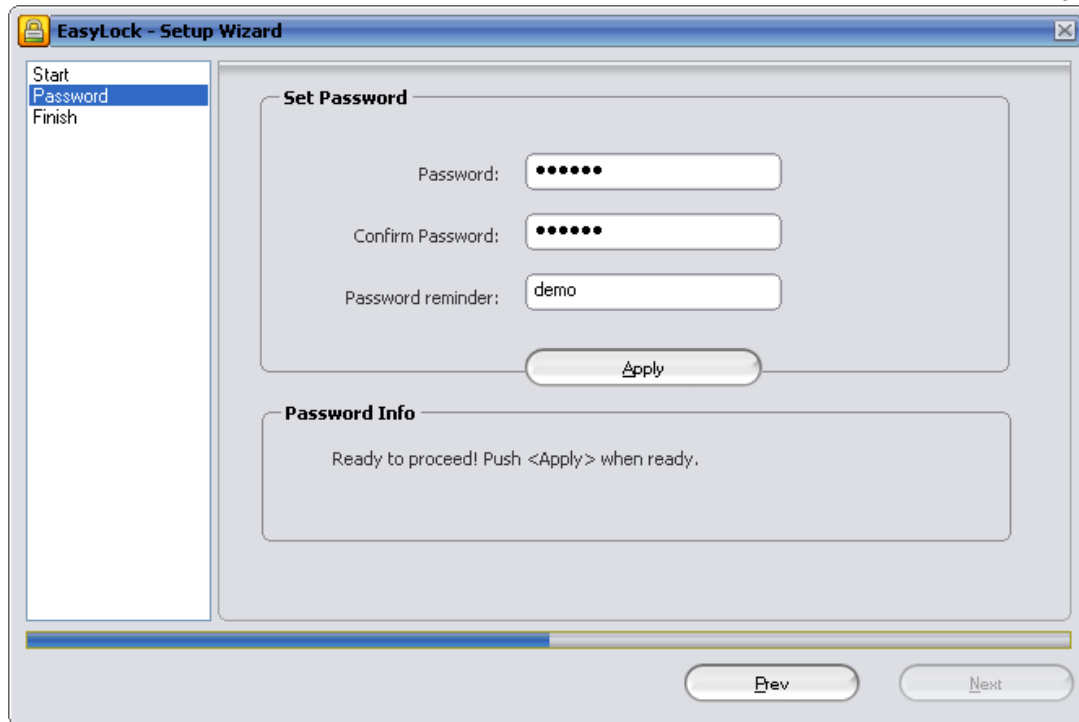 EasyLock - Setup Wizard
Start
Password
Finish
Set Password
Password: ●●●●●●
Confirm Password: ●●●●●●
Password reminder: demo
Apply
Password Info
Ready to proceed! Push <Apply> when ready.
Prev
Next